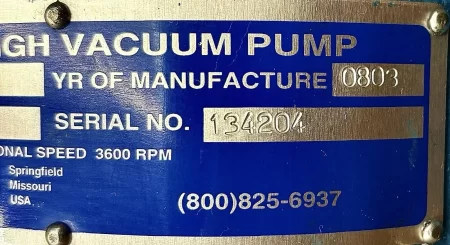 GH VACUUM PUMP
YR OF MANUFACTURE 0803
SERIAL NO. 134204
ONAL SPEED 3600 RPM
Springfield
Missouri
USA
(800)825-6937